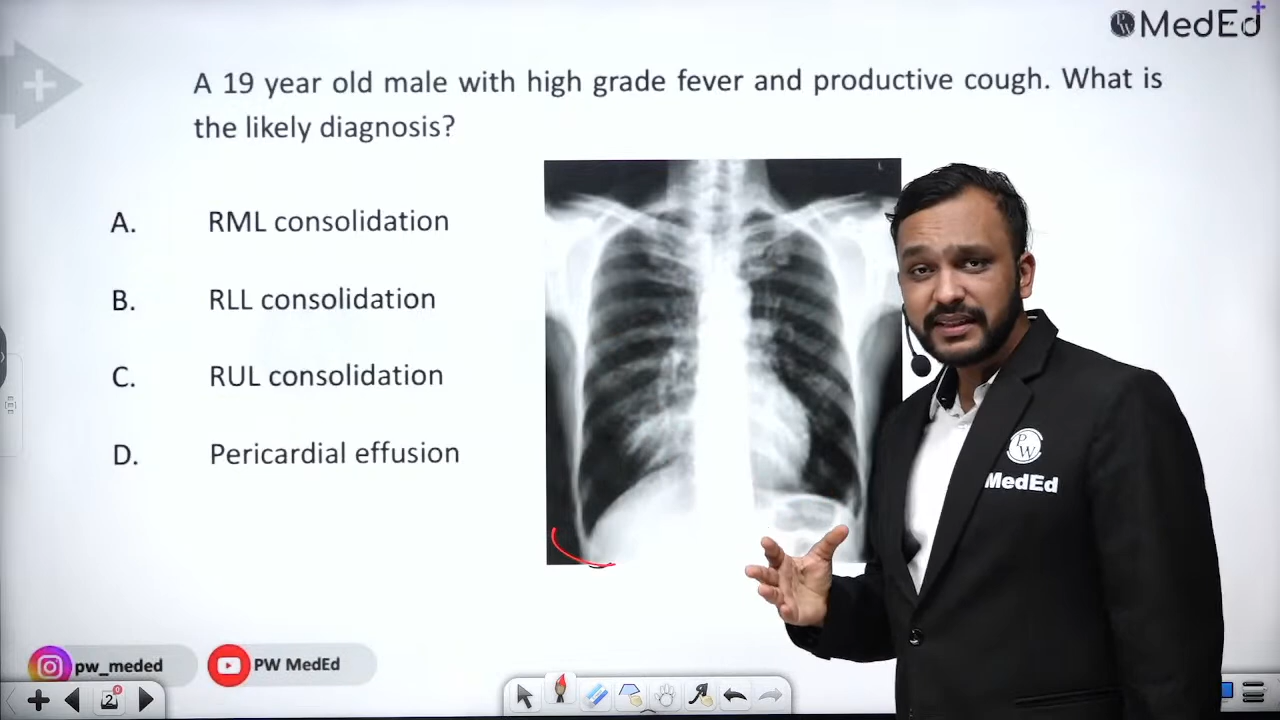 MedEd
A 19 year old male with high grade fever and productive cough. What is
the likely diagnosis?
A. RML consolidation
B. RLL consolidation
C. RUL consolidation
D. Pericardial effusion
PW
MedEd
pw_meded
PW MedEd
2